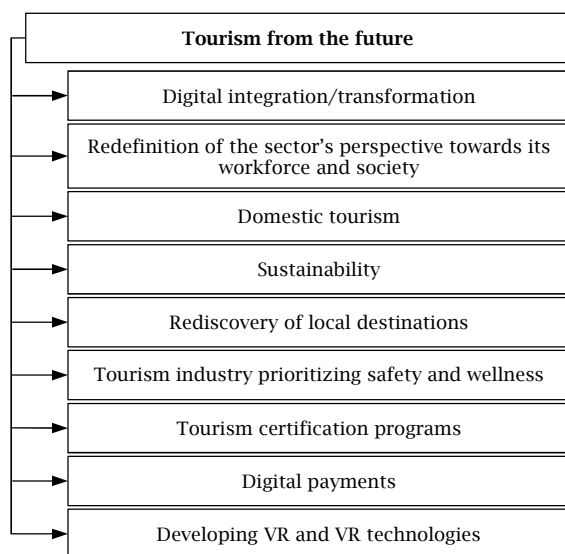 Tourism from the future
Digital integration/transformation
Redefinition of the sector's perspective towards its
workforce and society
Domestic tourism
Sustainability
Rediscovery of local destinations
Tourism industry prioritizing safety and wellness
Tourism certification programs
Digital payments
Developing VR and VR technologies